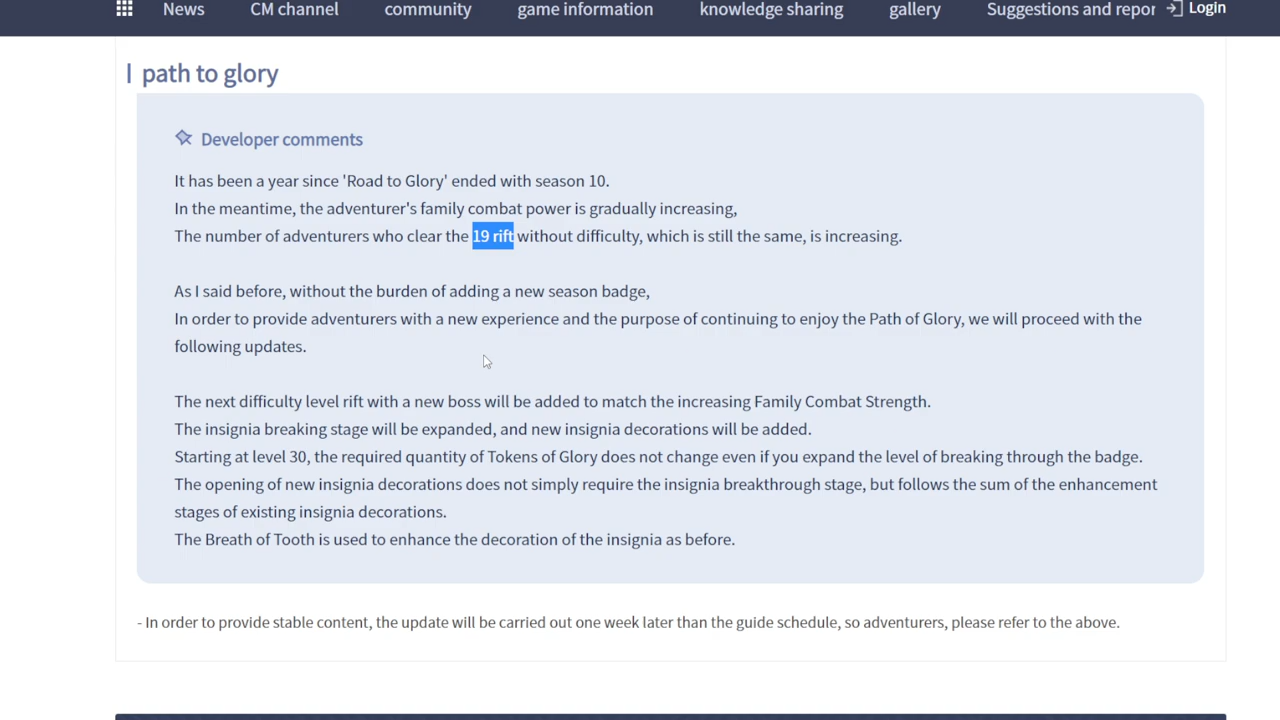 News CM channel community game information knowledge sharing gallery Suggestions and repor Login
path to glory
Developer comments
It has been a year since 'Road to Glory' ended with season 10.
In the meantime, the adventurer's family combat power is gradually increasing,
The number of adventurers who clear the 19 rift without difficulty, which is still the same, is increasing.
As I said before, without the burden of adding a new season badge,
In order to provide adventurers with a new experience and the purpose of continuing to enjoy the Path of Glory, we will proceed with the
following updates.
The next difficulty level rift with a new boss will be added to match the increasing Family Combat Strength.
The insignia breaking stage will be expanded, and new insignia decorations will be added.
Starting at level 30, the required quantity of Tokens of Glory does not change even if you expand the level of breaking through the badge.
The opening of new insignia decorations does not simply require the insignia breakthrough stage, but follows the sum of the enhancement
stages of existing insignia decorations.
The Breath of Tooth is used to enhance the decoration of the insignia as before.
- In order to provide stable content, the update will be carried out one week later than the guide schedule, so adventurers, please refer to the above.